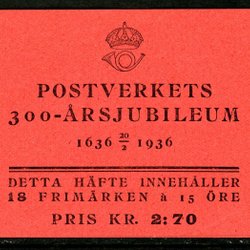 POSTVERKETS
300-ÅRSJUBILEUM
1636 20/2 1936
DETTA HÄFTE INNEHÅLLER
18 FRIMÄRKEN à 15 ÖRE
PRIS KR. 2:70